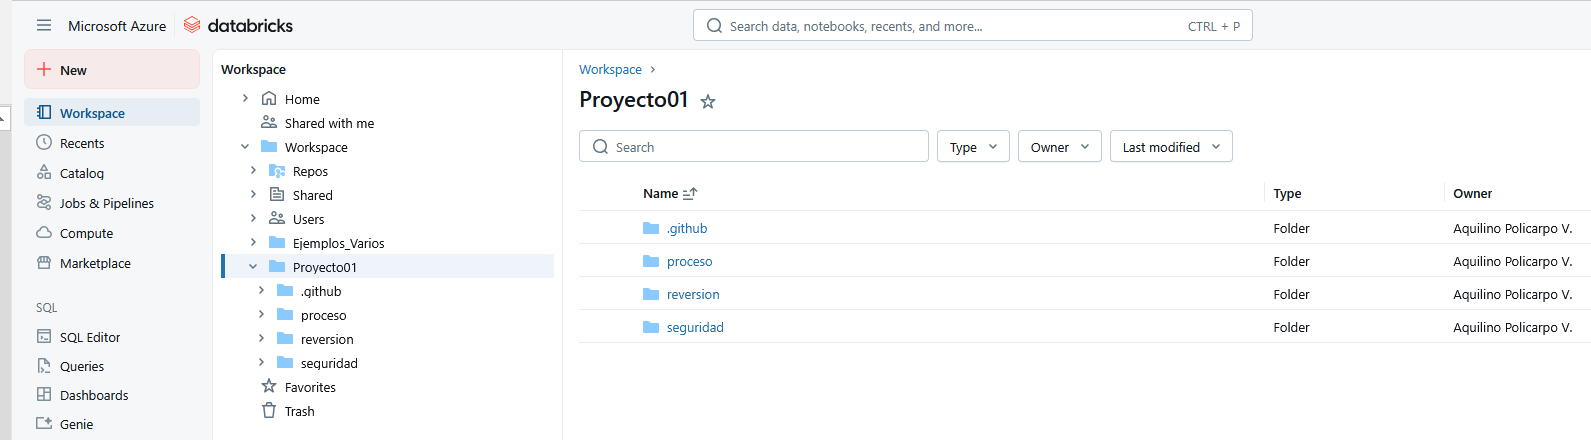 Microsoft Azure databricks
Search data, notebooks, recents, and more... CTRL + P
New
Workspace
Recents
Catalog
Jobs & Pipelines
Compute
Marketplace
SQL
SQL Editor
Queries
Dashboards
Genie
Workspace
Home
Shared with me
Workspace
Repos
Shared
Users
Ejemplos_Varios
Proyecto01
.github
proceso
reversion
seguridad
Favorites
Trash
Workspace
Proyecto01
Search Type Owner Last modified
Name Type Owner
.github Folder Aquilino Policarpo V.
proceso Folder Aquilino Policarpo V.
reversion Folder Aquilino Policarpo V.
seguridad Folder Aquilino Policarpo V.